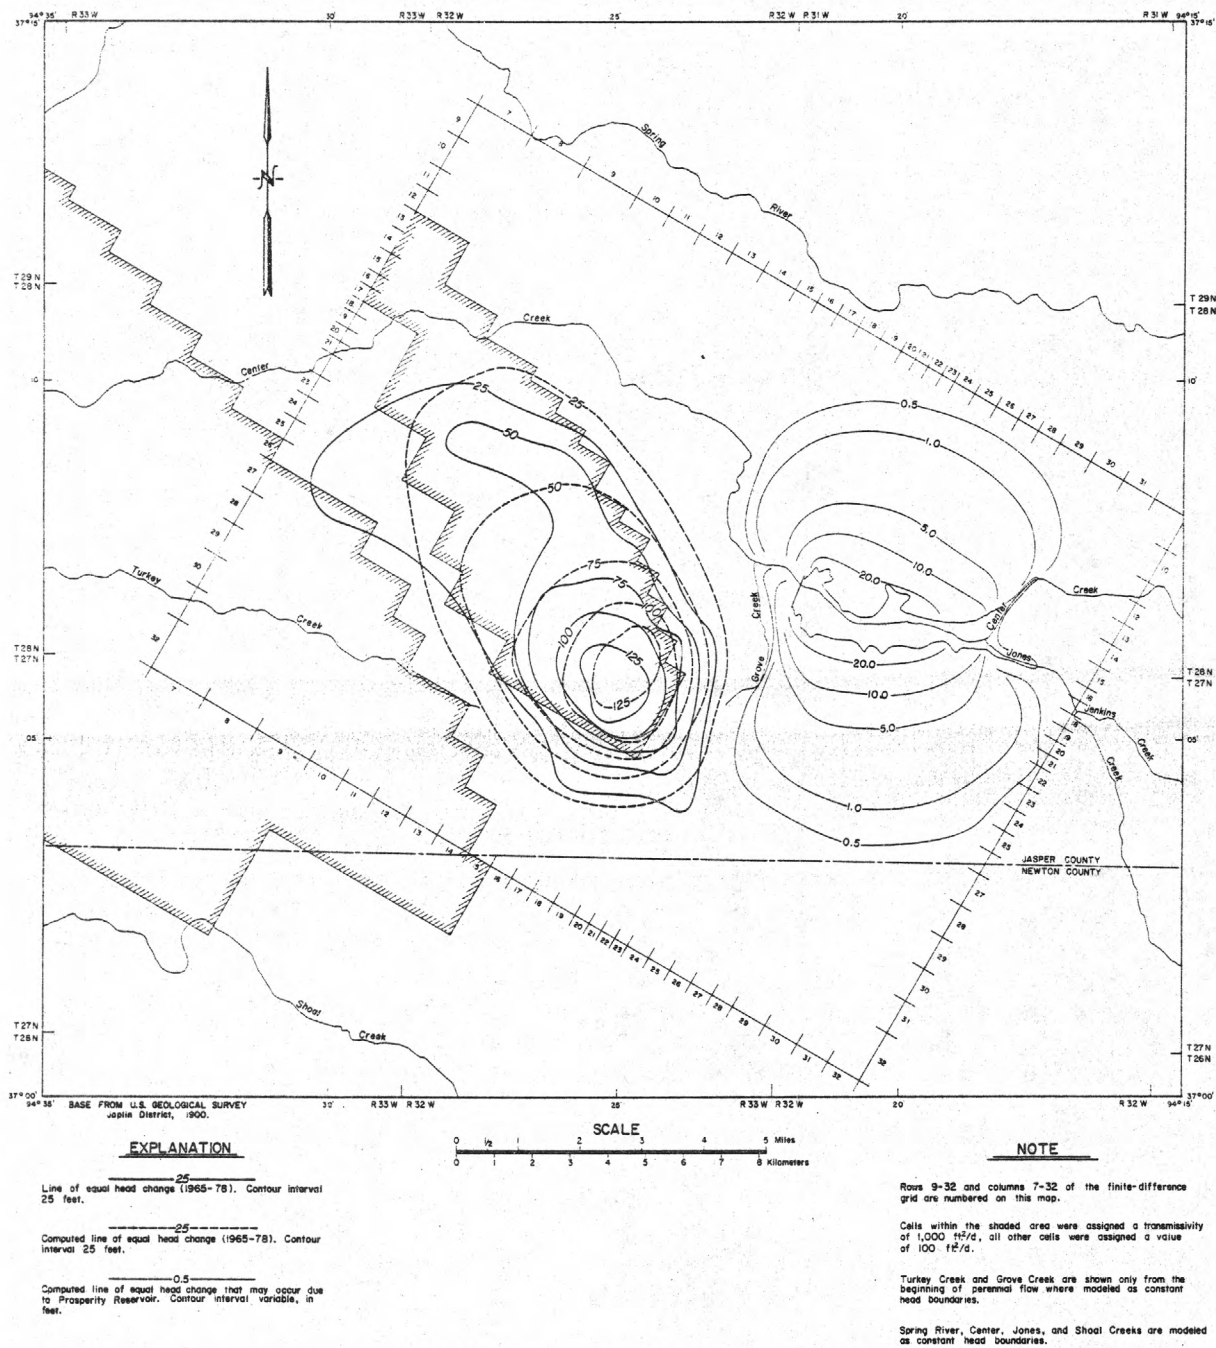 94°35' R 33 W 30' R 33 W R 32 W 25' R 32 W R 31 W 20' R 31 W 94°15'
37°15' 37°15'
Spring
River
T 29 N
T 28 N
T 29 N
T 28 N
Creek
Center
10' 10'
25 25
50
0.5
1.0
50
5.0
10.0
20.0
75
75
100
100
125
125
Turkey
Creek
Creek
Grove
Center
Creek
Jones
20.0
10.0
5.0
T 28 N
T 27 N
T 28 N
T 27 N
Jenkins
Creek
Creek
05' 05'
1.0
0.5
JASPER COUNTY
NEWTON COUNTY
Shoal
Creek
T 27 N
T 26 N
T 27 N
T 26 N
37°00' 37°00'
94°35' 30' R 33 W R 32 W 25' R 33 W R 32 W 20' R 32 W 94°15'
BASE FROM U.S. GEOLOGICAL SURVEY
Joplin District, 1900.
SCALE
0 1/2 1 2 3 4 5 Miles
0 1 2 3 4 5 6 7 8 Kilometers
EXPLANATION
25
Line of equal head change (1965-78). Contour interval
25 feet.
25
Computed line of equal head change (1965-78). Contour
interval 25 feet.
0.5
Computed line of equal head change that may occur due
to Prosperity Reservoir. Contour interval variable, in
feet.
NOTE
Rows 9-32 and columns 7-32 of the finite-difference
grid are numbered on this map.
Cells within the shaded area were assigned a transmissivity
of 1,000 ft²/d, all other cells were assigned a value
of 100 ft²/d.
Turkey Creek and Grove Creek are shown only from the
beginning of perennial flow where modeled as constant
head boundaries.
Spring River, Center, Jones, and Shoal Creeks are modeled
as constant head boundaries.